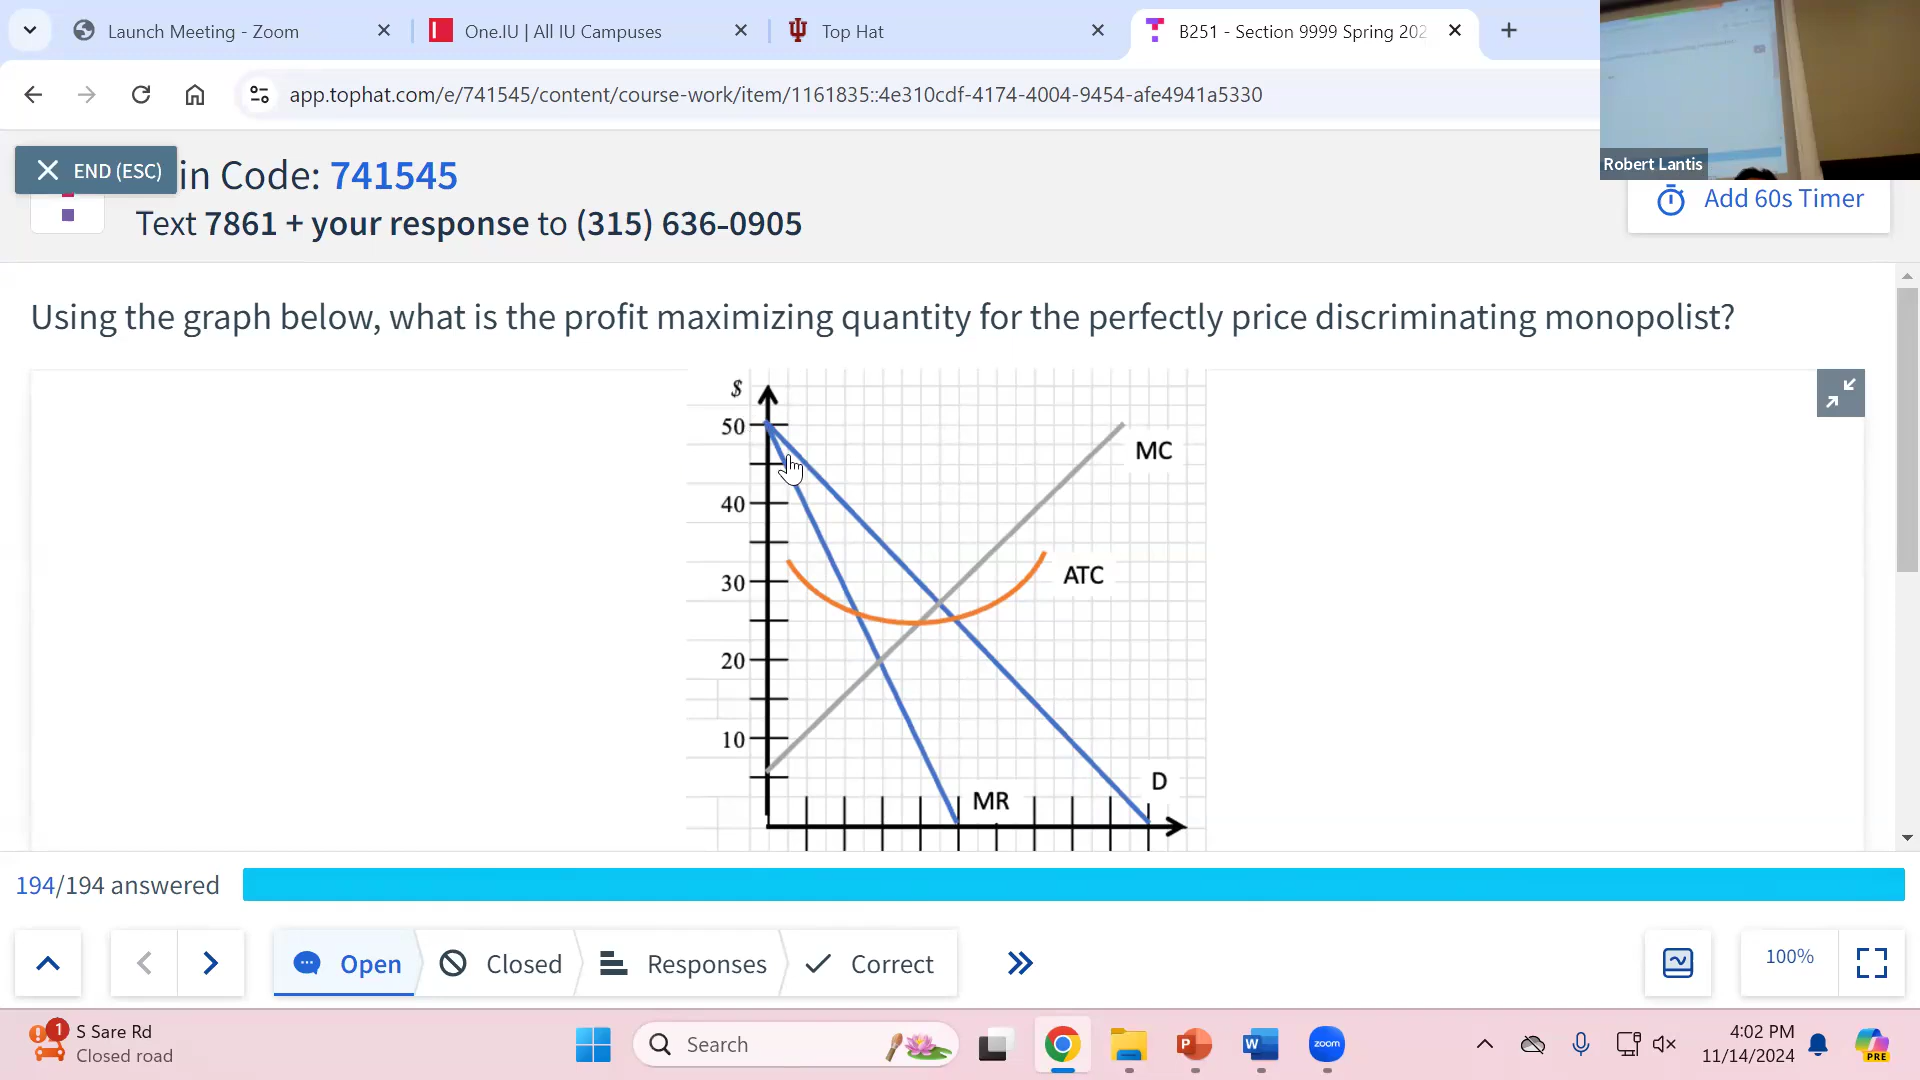 Launch Meeting - Zoom
One.IU | All IU Campuses
Top Hat
B251 - Section 9999 Spring 202
app.tophat.com/e/741545/content/course-work/item/1161835::4e310cdf-4174-4004-9454-afe4941a5330
Robert Lantis
END (ESC)
in Code: 741545
Text 7861 + your response to (315) 636-0905
Add 60s Timer
Using the graph below, what is the profit maximizing quantity for the perfectly price discriminating monopolist?
$
50
MC
40
30
ATC
20
10
D
MR
194/194 answered
Open
Closed
Responses
Correct
100%
1
S Sare Rd
Closed road
Search
P
W
zoom
4:02 PM
11/14/2024
PRE